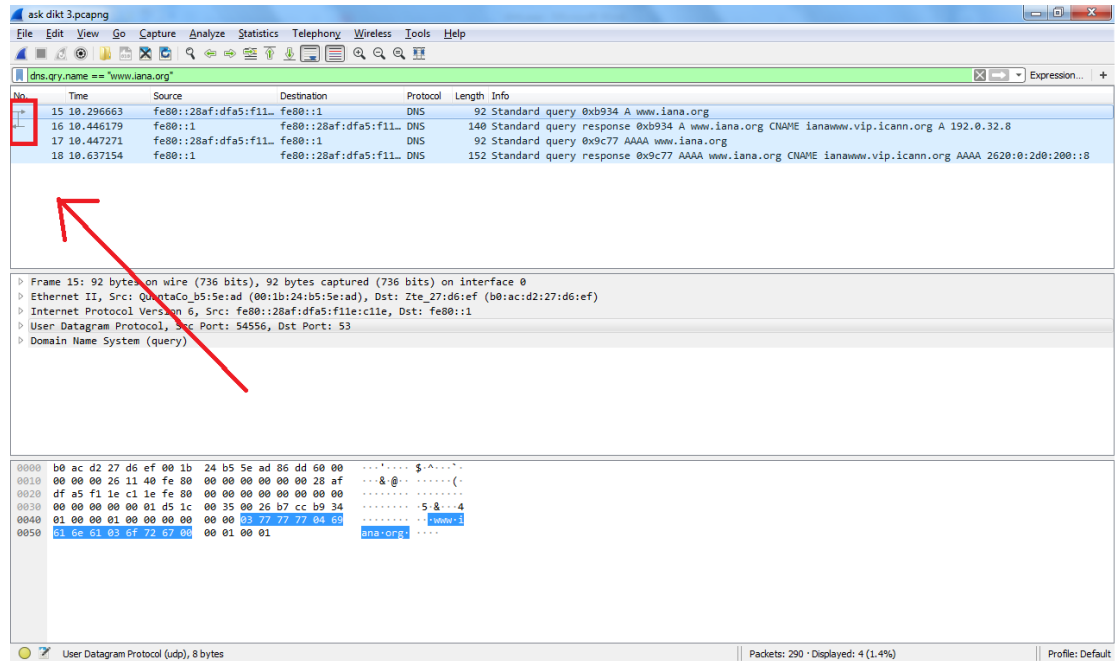 ask dikt 3.pcapng
File Edit View Go Capture Analyze Statistics Telephony Wireless Tools Help
dns.qry.name == "www.iana.org" Expression... +
No. Time Source Destination Protocol Length Info
15 10.296663 fe80::28af:dfa5:f11… fe80::1 DNS 92 Standard query 0xb934 A www.iana.org
16 10.446179 fe80::1 fe80::28af:dfa5:f11… DNS 140 Standard query response 0xb934 A www.iana.org CNAME ianawww.vip.icann.org A 192.0.32.8
17 10.447271 fe80::28af:dfa5:f11… fe80::1 DNS 92 Standard query 0x9c77 AAAA www.iana.org
18 10.637154 fe80::1 fe80::28af:dfa5:f11… DNS 152 Standard query response 0x9c77 AAAA www.iana.org CNAME ianawww.vip.icann.org AAAA 2620:0:2d0:200::8
Frame 15: 92 bytes on wire (736 bits), 92 bytes captured (736 bits) on interface 0
Ethernet II, Src: QuantaCo_b5:5e:ad (00:1b:24:b5:5e:ad), Dst: Zte_27:d6:ef (b0:ac:d2:27:d6:ef)
Internet Protocol Version 6, Src: fe80::28af:dfa5:f11e:c11e, Dst: fe80::1
User Datagram Protocol, Src Port: 54556, Dst Port: 53
Domain Name System (query)
0000 b0 ac d2 27 d6 ef 00 1b 24 b5 5e ad 86 dd 60 00 ···'···· $·^···`·
0010 00 00 00 26 11 40 fe 80 00 00 00 00 00 00 28 af ···&·@·· ······(·
0020 df a5 f1 1e c1 1e fe 80 00 00 00 00 00 00 00 00 ········ ········
0030 00 00 00 00 00 01 d5 1c 00 35 00 26 b7 cc b9 34 ········ ·5·&···4
0040 01 00 00 01 00 00 00 00 00 00 03 77 77 77 04 69 ········ ···www·i
0050 61 6e 61 03 6f 72 67 00 00 01 00 01 ana·org· ····
User Datagram Protocol (udp), 8 bytes Packets: 290 · Displayed: 4 (1.4%) Profile: Default